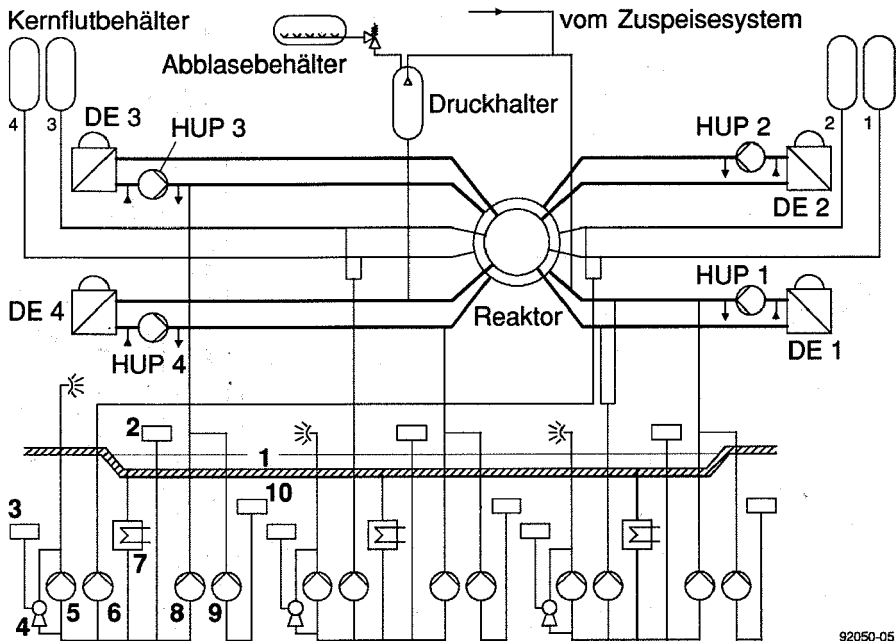 Kernflutbehälter
vom Zuspeisesystem
Abblasebehälter
Druckhalter
4
3
2
1
DE 3
HUP 3
HUP 2
DE 2
HUP 1
DE 4
Reaktor
HUP 4
DE 1
2
1
10
3
7
4
5
6
8
9
92050-05